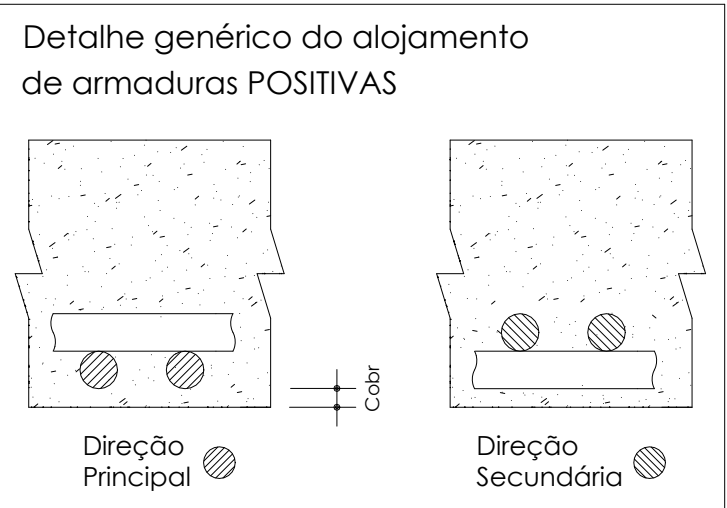 Detalhe genérico do alojamento
de armaduras POSITIVAS
Cobr
Direção
Principal
Direção
Secundária